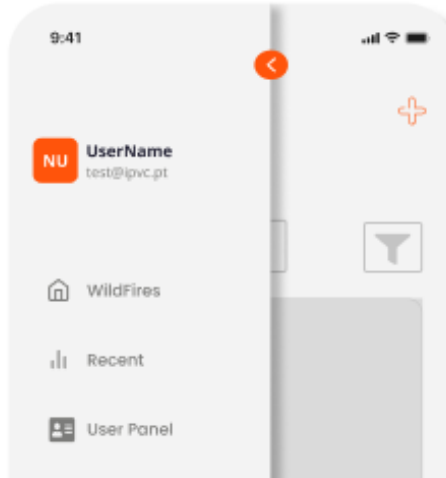 9:41
NU
UserName
test@ipvc.pt
WildFires
Recent
User Panel